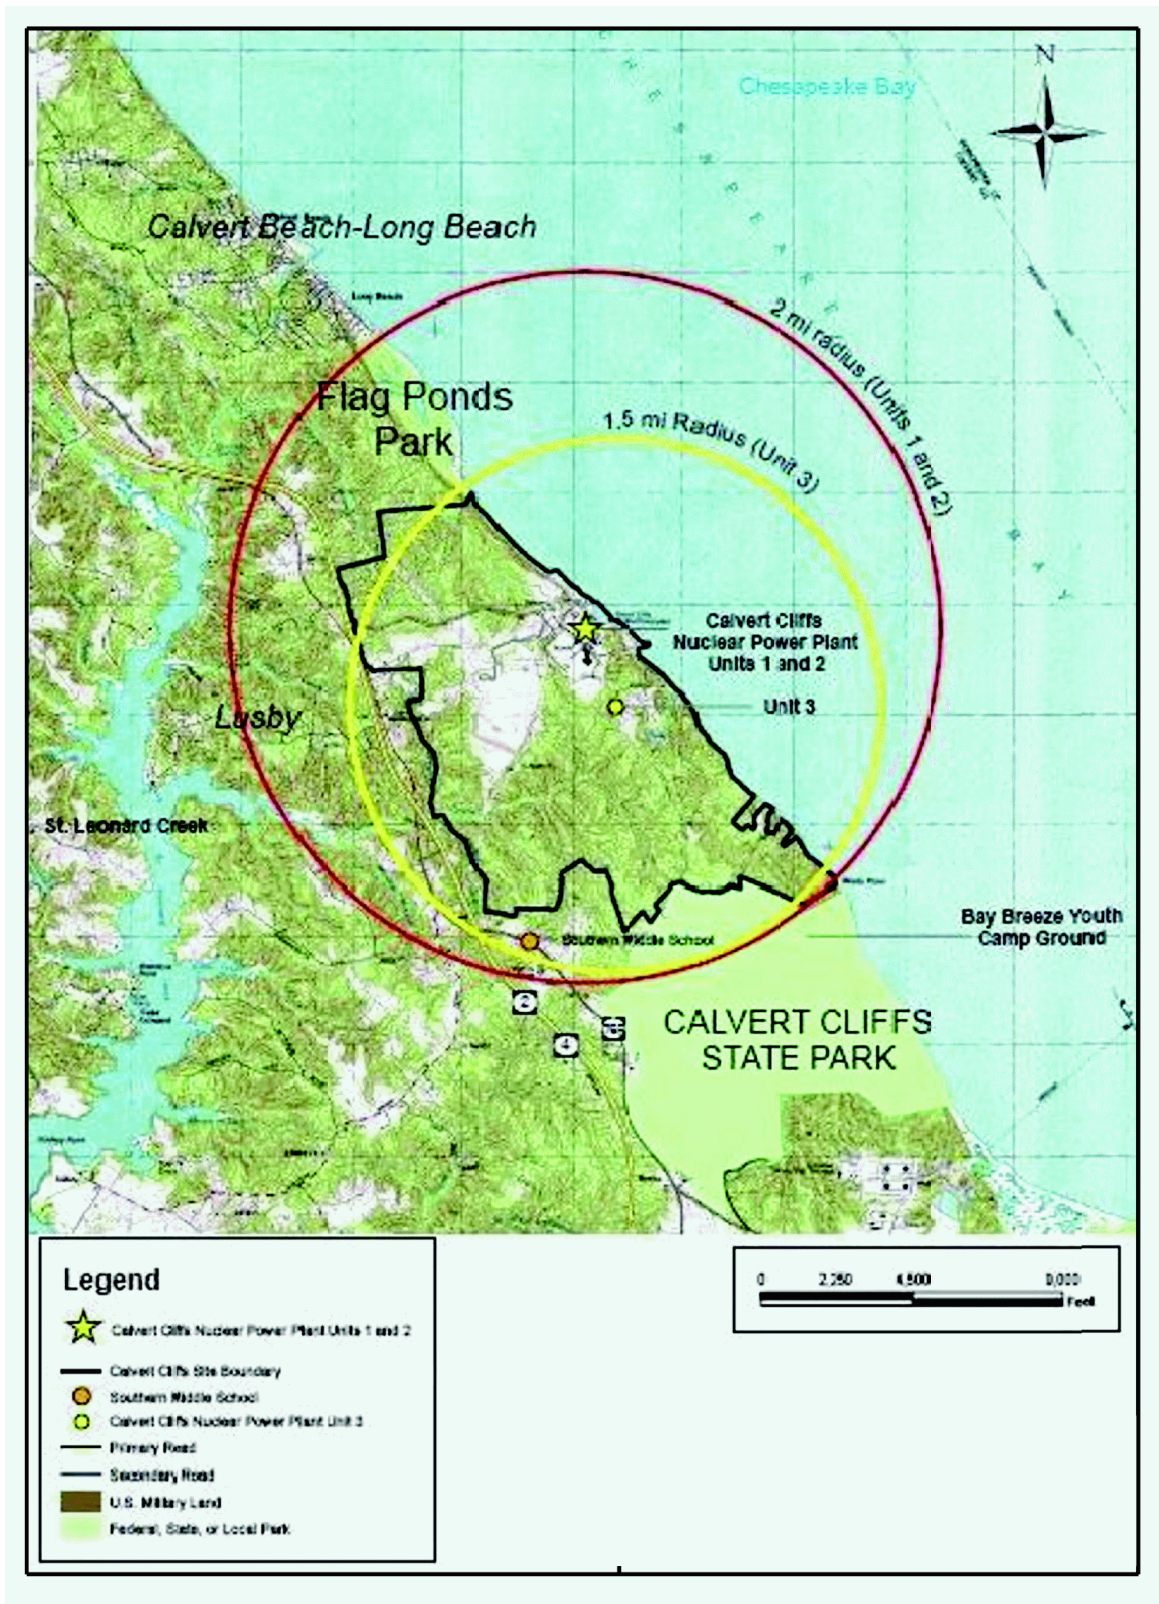 N
Chesapeake Bay
Calvert Beach-Long Beach
Long Beach
2 mi radius (Units 1 and 2)
Flag Ponds
Park
1.5 mi Radius (Unit 3)
Calvert Cliffs
Nuclear Power Plant
Units 1 and 2
Unit 3
Lusby
St. Leonard Creek
Southern Middle School
Bay Breeze Youth
Camp Ground
2
4
CALVERT CLIFFS
STATE PARK
Legend
Calvert Cliffs Nuclear Power Plant Units 1 and 2
Calvert Cliffs Site Boundary
Southern Middle School
Calvert Cliffs Nuclear Power Plant Unit 3
Primary Road
Secondary Road
U.S. Military Land
Federal, State, or Local Park
0 2,250 4,500 9,000
Feet